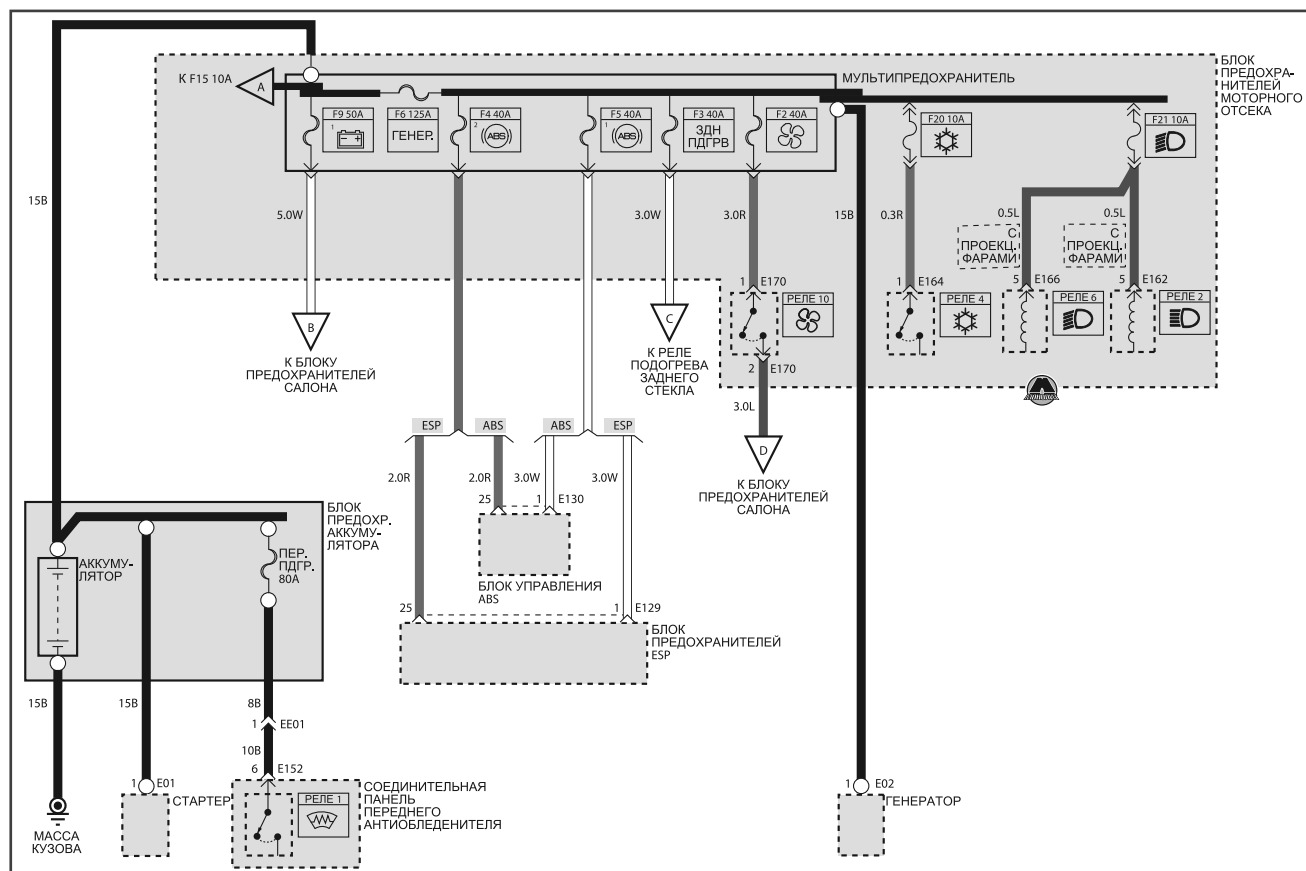 К F15 10A
A
МУЛЬТИПРЕДОХРАНИТЕЛЬ
БЛОК
ПРЕДОХРА-
НИТЕЛЕЙ
МОТОРНОГО
ОТСЕКА
F9 50A
1
F6 125A
ГЕНЕР.
F4 40A
2
ABS
F5 40A
1
ABS
F3 40A
ЗДН
ПДГРВ
F2 40A
F20 10A
F21 10A
15B
5.0W
3.0W
3.0R
15B
0.3R
0.5L
0.5L
С
ПРОЕКЦ.
ФАРАМИ
С
ПРОЕКЦ.
ФАРАМИ
1
E170
1
E164
5
E166
5
E162
РЕЛЕ 10
РЕЛЕ 4
РЕЛЕ 6
РЕЛЕ 2
B
К БЛОКУ
ПРЕДОХРАНИТЕЛЕЙ
САЛОНА
C
К РЕЛЕ
ПОДОГРЕВА
ЗАДНЕГО
СТЕКЛА
2
E170
3.0L
D
К БЛОКУ
ПРЕДОХРАНИТЕЛЕЙ
САЛОНА
ESP
ABS
ABS
ESP
2.0R
2.0R
3.0W
3.0W
25
1
E130
БЛОК УПРАВЛЕНИЯ
ABS
25
1
E129
БЛОК
ПРЕДОХРАНИТЕЛЕЙ
ESP
БЛОК
ПРЕДОХР.
АККУМУ-
ЛЯТОРА
АККУМУ-
ЛЯТОР
ПЕР.
ПДГР.
80A
15B
15B
8B
1
EE01
10B
6
E152
1
E01
СТАРТЕР
МАССА
КУЗОВА
РЕЛЕ 1
СОЕДИНИТЕЛЬНАЯ
ПАНЕЛЬ
ПЕРЕДНЕГО
АНТИОБЛЕДЕНИТЕЛЯ
1
E02
ГЕНЕРАТОР